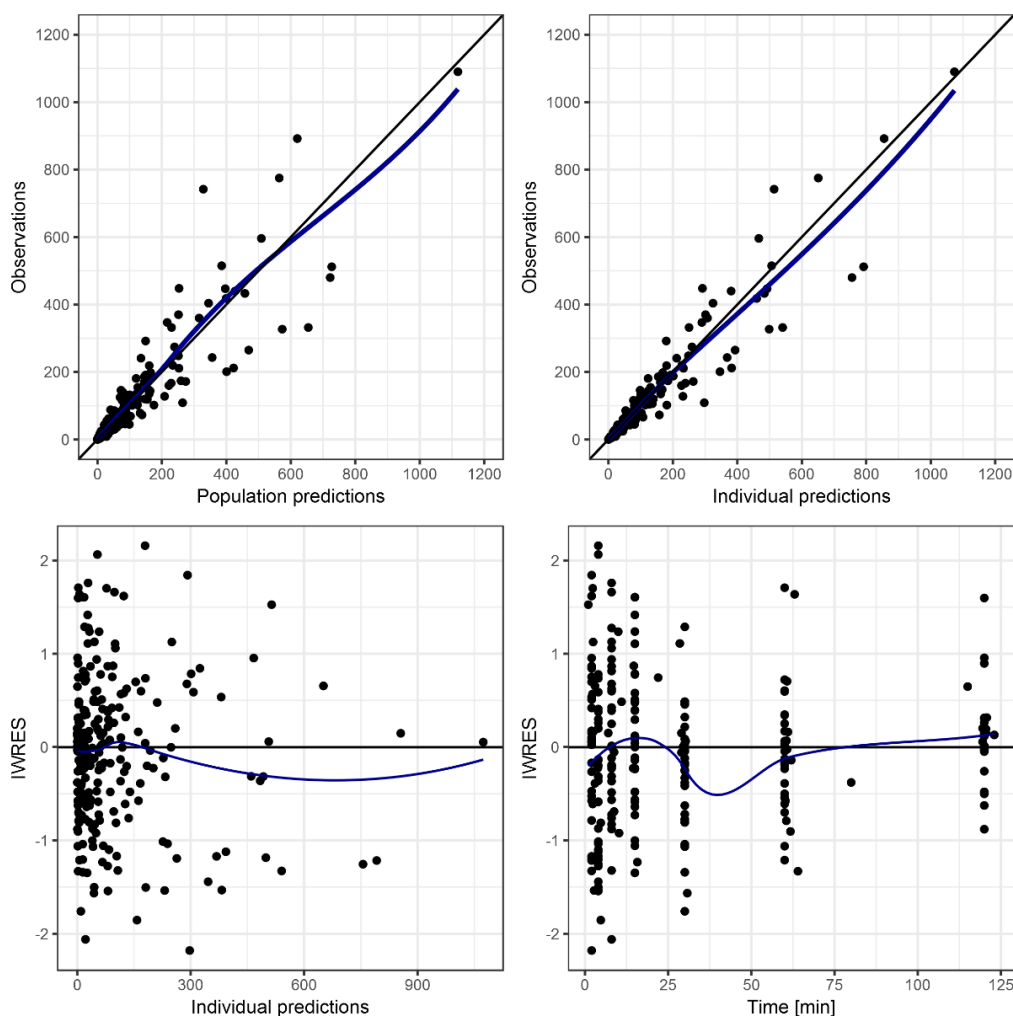 1200
1000
800
600
400
200
0
Observations
0 200 400 600 800 1000 1200
Population predictions
1200
1000
800
600
400
200
0
Observations
0 200 400 600 800 1000 1200
Individual predictions
2
1
0
-1
-2
IWRES
0 300 600 900
Individual predictions
2
1
0
-1
-2
IWRES
0 25 50 75 100 125
Time [min]